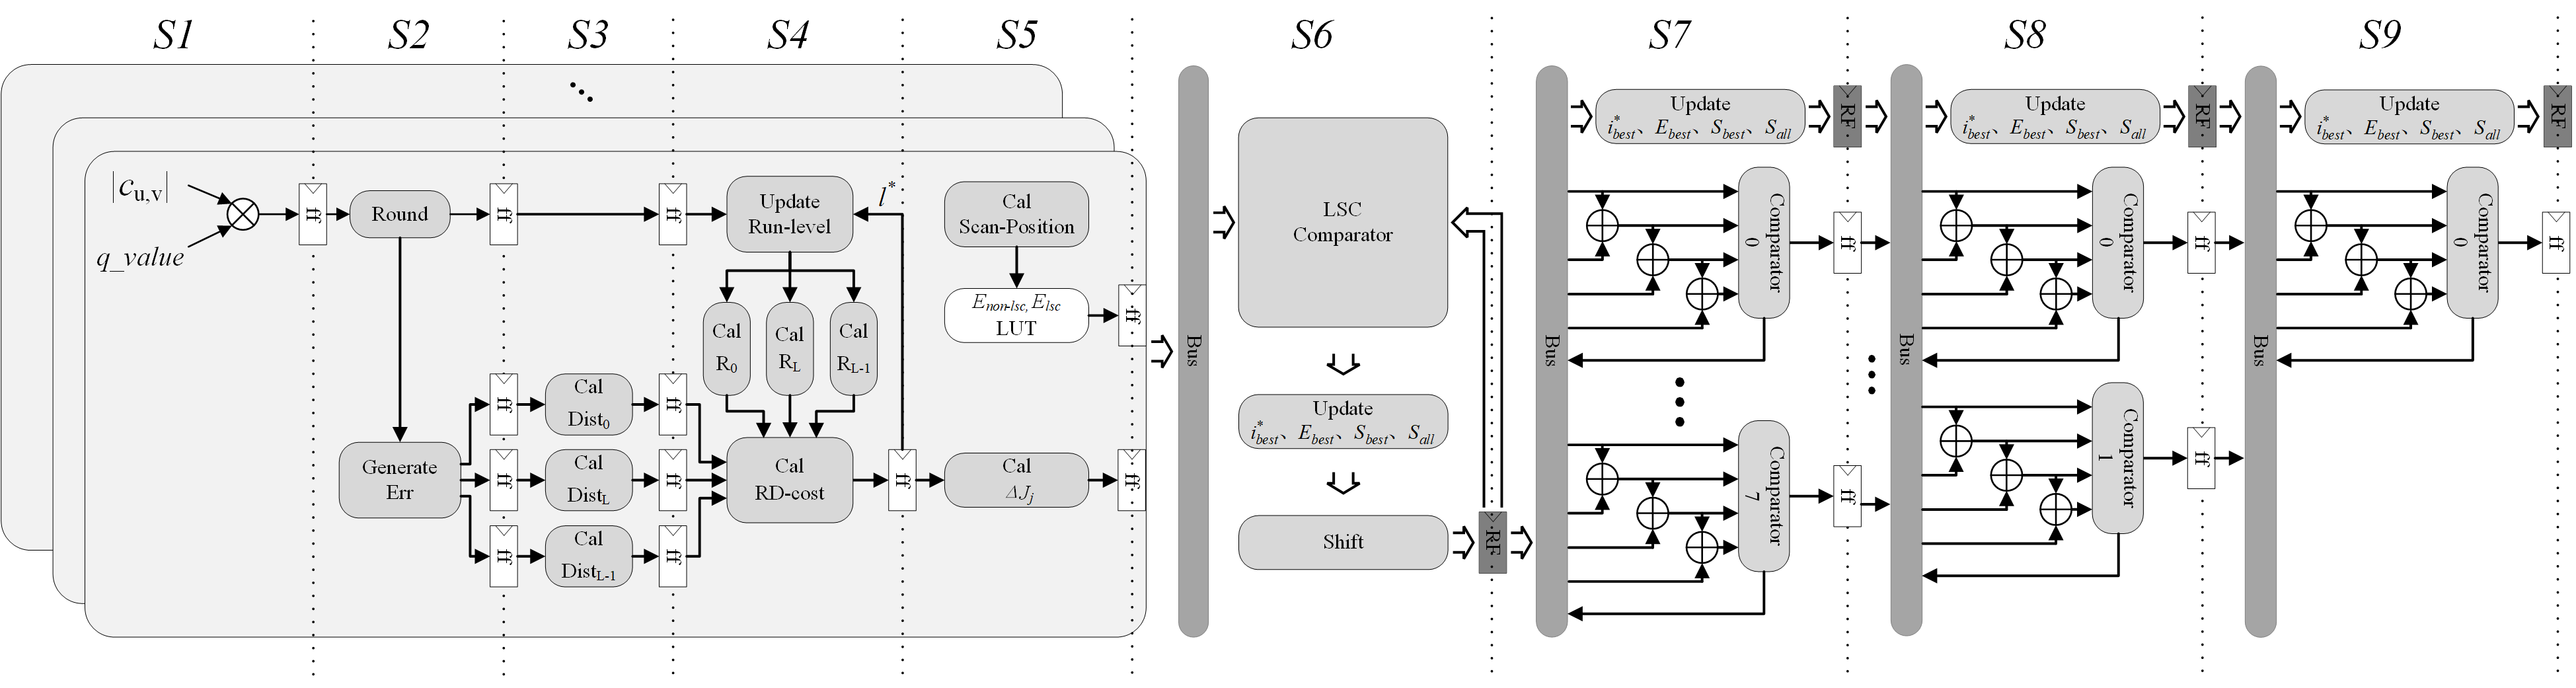 S1
S2
S3
S4
S5
S6
S7
S8
S9
|c_{u,v}|
q_value
ff
Round
ff
ff
Update
Run-level
l^*
Cal
Scan-Position
E_{non-lsc}, E_{lsc}
LUT
ff
Cal
R_0
Cal
R_L
Cal
R_{L-1}
Generate
Err
ff
Cal
Dist_0
ff
ff
Cal
Dist_L
ff
ff
Cal
Dist_{L-1}
ff
Cal
RD-cost
ff
Cal
ΔJ_j
ff
Bus
LSC
Comparator
Update
i^*_{best}、E_{best}、S_{best}、S_{all}
Shift
RF
Bus
Update
i^*_{best}、E_{best}、S_{best}、S_{all}
RF
Comparator
0
ff
Comparator
7
ff
Bus
Update
i^*_{best}、E_{best}、S_{best}、S_{all}
RF
Comparator
0
ff
Comparator
1
ff
Bus
Update
i^*_{best}、E_{best}、S_{best}、S_{all}
RF
Comparator
0
ff